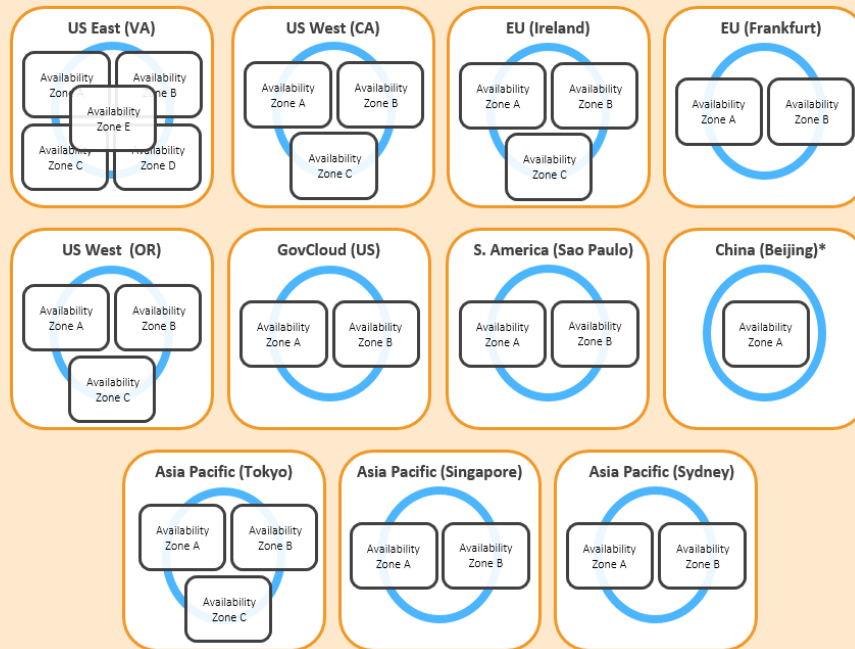 US East (VA)
Availability
Zone A
Availability
Zone B
Availability
Zone E
Availability
Zone C
Availability
Zone D
US West (CA)
Availability
Zone A
Availability
Zone B
Availability
Zone C
EU (Ireland)
Availability
Zone A
Availability
Zone B
Availability
Zone C
EU (Frankfurt)
Availability
Zone A
Availability
Zone B
US West (OR)
Availability
Zone A
Availability
Zone B
Availability
Zone C
GovCloud (US)
Availability
Zone A
Availability
Zone B
S. America (Sao Paulo)
Availability
Zone A
Availability
Zone B
China (Beijing)*
Availability
Zone A
Asia Pacific (Tokyo)
Availability
Zone A
Availability
Zone B
Availability
Zone C
Asia Pacific (Singapore)
Availability
Zone A
Availability
Zone B
Asia Pacific (Sydney)
Availability
Zone A
Availability
Zone B